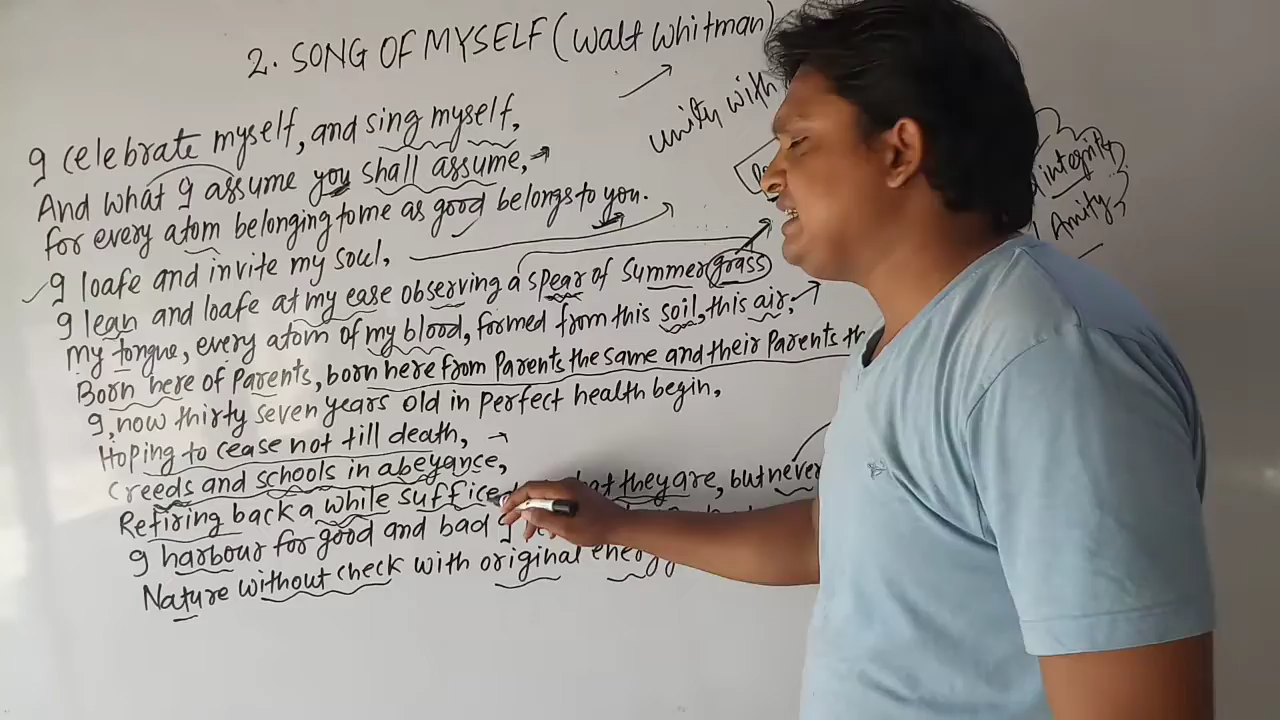 2. SONG OF MYSELF (Walt Whitman)
I celebrate myself, and sing myself,
And what I assume you shall assume,
for every atom belonging to me as good belongs to you.
I loafe and invite my soul,
I lean and loafe at my ease observing a spear of summer grass
My tongue, every atom of my blood, formed from this soil, this air,
Born here of Parents, born here from Parents the same and their Parents
I, now thirty seven years old in perfect health begin,
Hoping to cease not till death,
Creeds and schools in abeyance,
Retiring back a while they are, but never
I harbour for good and bad I
Nature without check with original energy
unity with
integrity
Amity